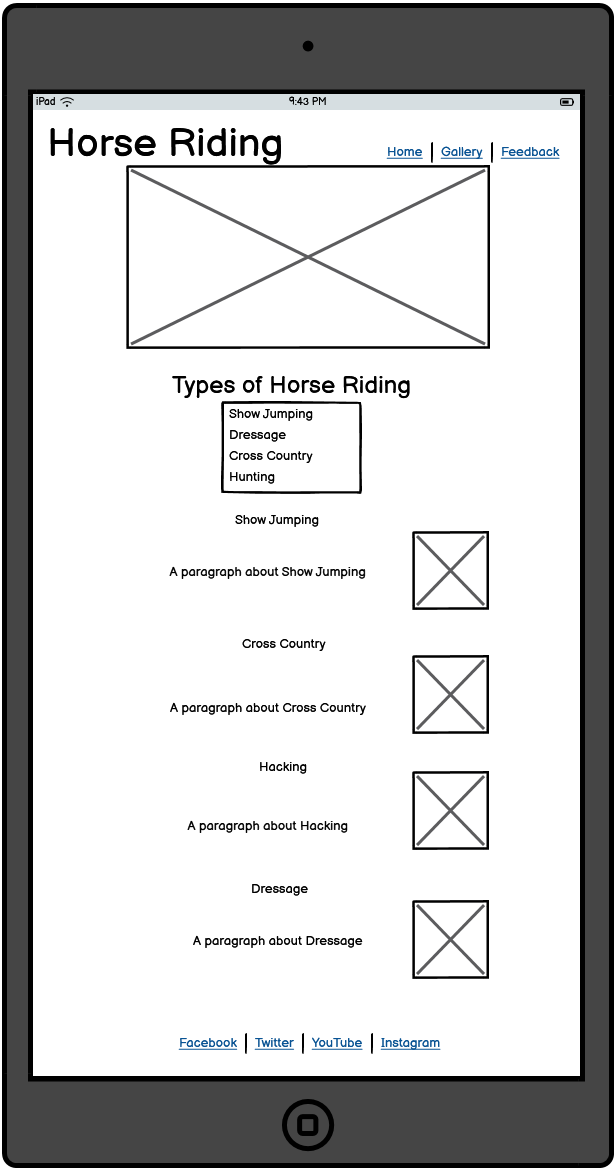 iPad 9:43 PM
Horse Riding
Home Gallery Feedback
Types of Horse Riding
Show Jumping
Dressage
Cross Country
Hunting
Show Jumping
A paragraph about Show Jumping
Cross Country
A paragraph about Cross Country
Hacking
A paragraph about Hacking
Dressage
A paragraph about Dressage
Facebook Twitter YouTube Instagram